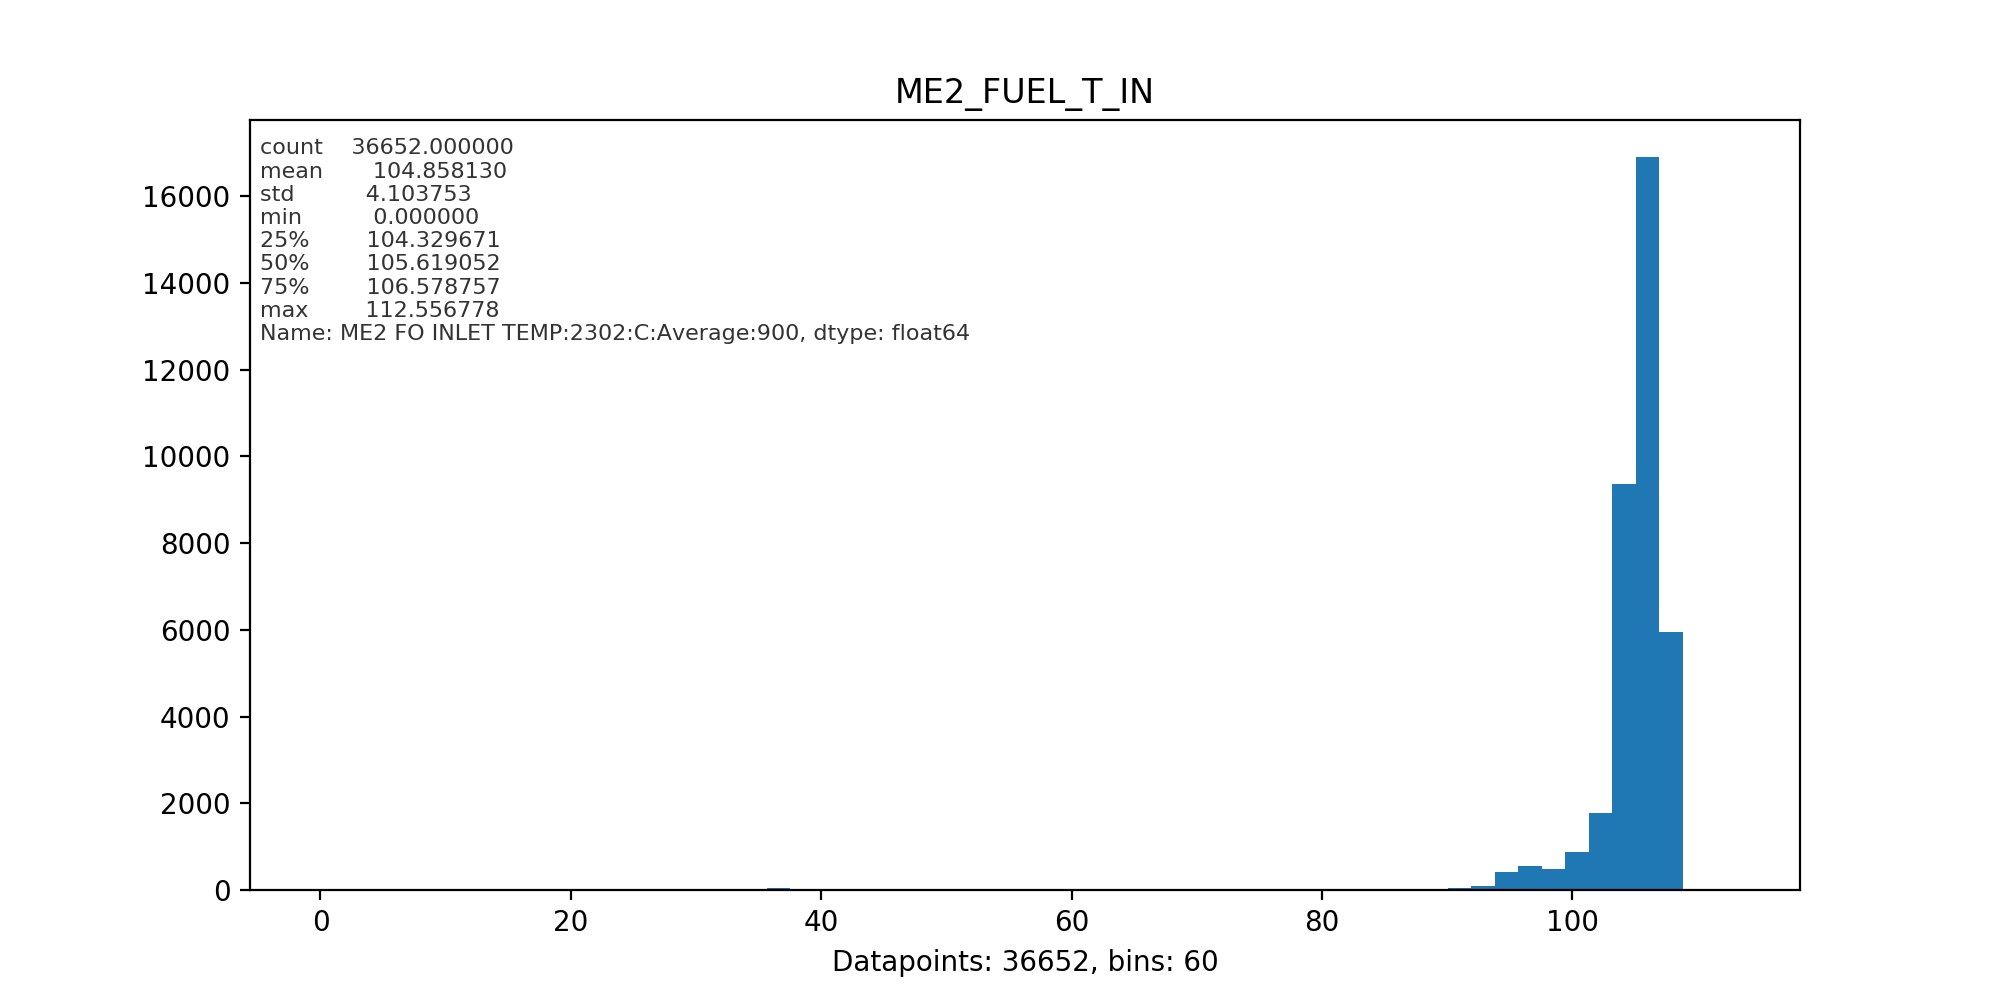 ME2_FUEL_T_IN
count 36652.000000
mean 104.858130
std 4.103753
min 0.000000
25% 104.329671
50% 105.619052
75% 106.578757
max 112.556778
Name: ME2 FO INLET TEMP:2302:C:Average:900, dtype: float64
16000
14000
12000
10000
8000
6000
4000
2000
0
0 20 40 60 80 100
Datapoints: 36652, bins: 60